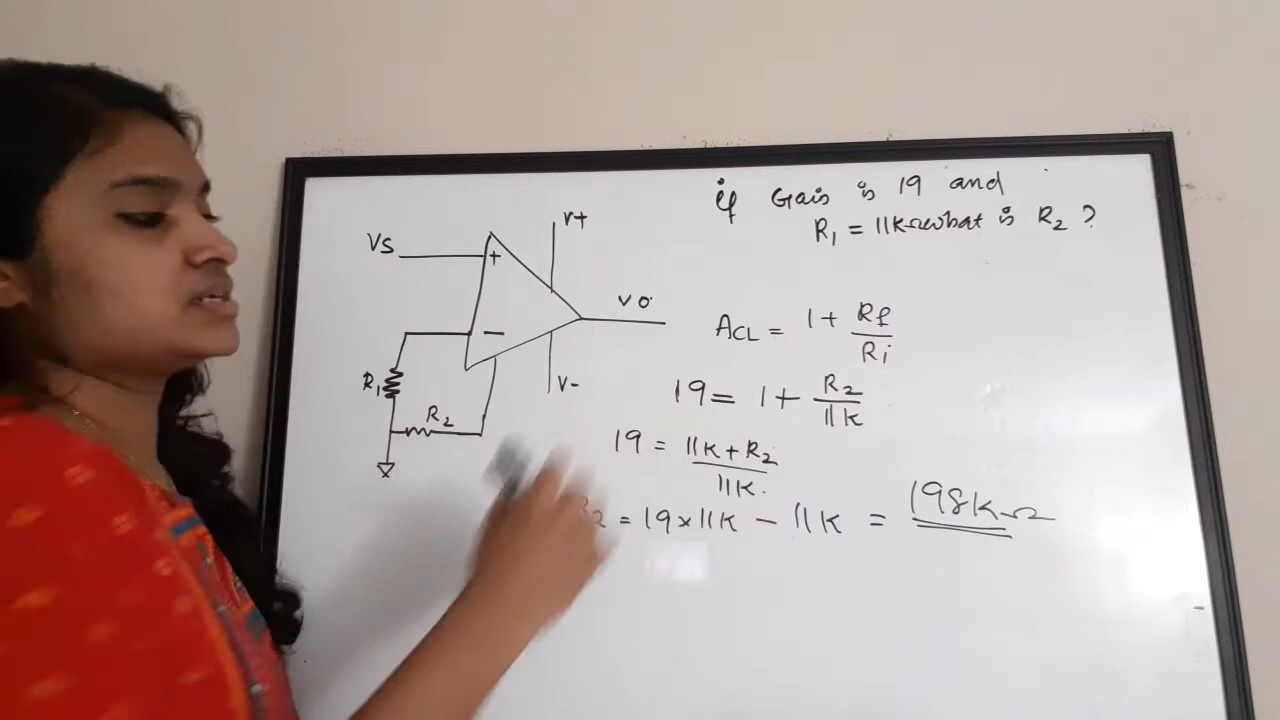 if Gain is 19 and
R₁ = 11KΩ what is R₂ ?
V+
VS
+
VO
−
V-
R₁
R₂
ACL = 1 + Rf / Ri
19 = 1 + R₂ / 11K
19 = 11K + R₂ / 11K.
₂ = 19 × 11K − 11K = 198KΩ